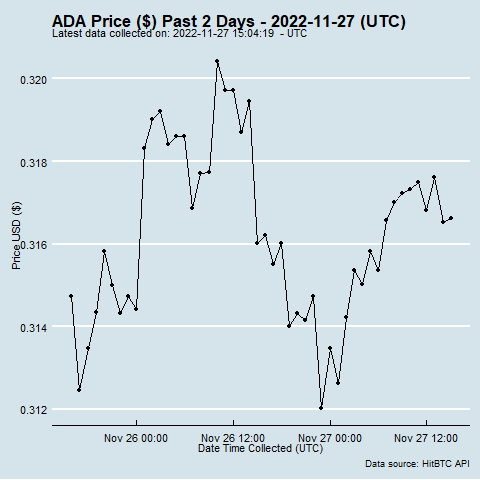 ADA Price ($) Past 2 Days - 2022-11-27 (UTC)
Latest data collected on: 2022-11-27 15:04:19  - UTC
0.320
0.318
0.316
0.314
0.312
Price USD ($)
Nov 26 00:00 Nov 26 12:00 Nov 27 00:00 Nov 27 12:00
Date Time Collected (UTC)
Data source: HitBTC API